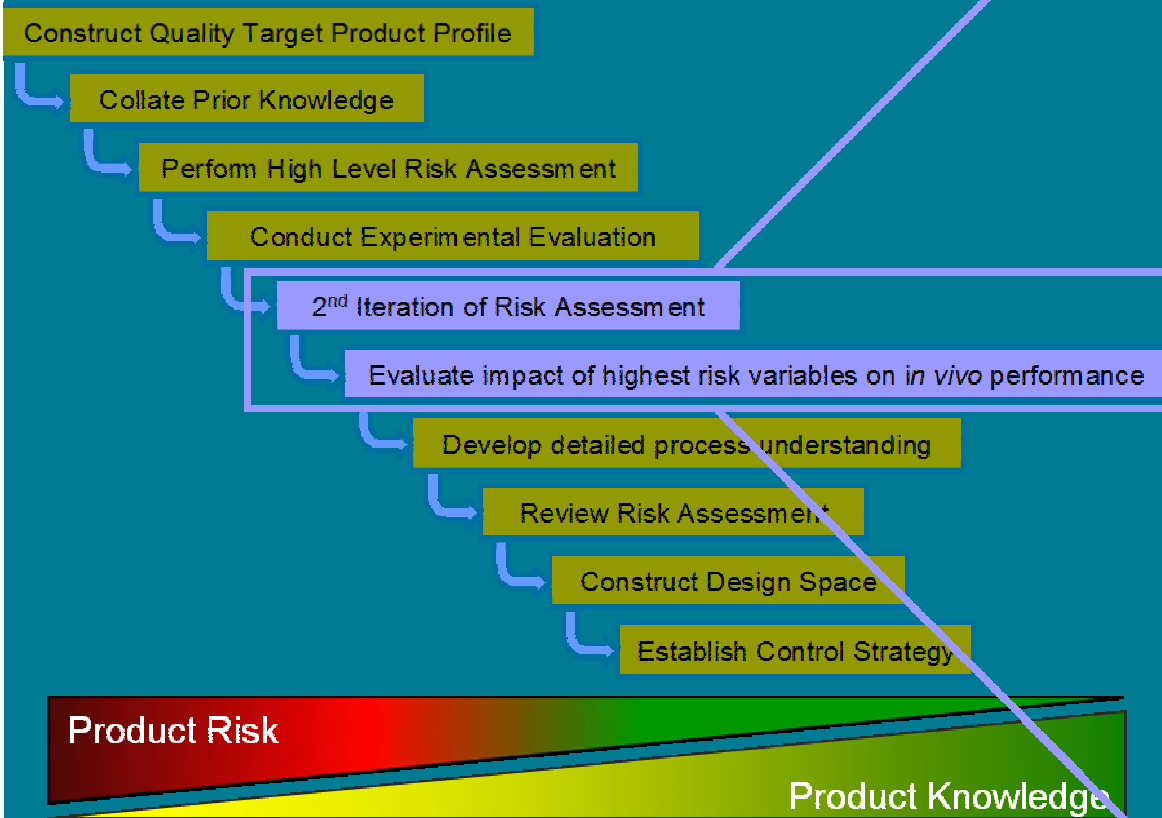 Construct Quality Target Product Profile
Collate Prior Knowledge
Perform High Level Risk Assessment
Conduct Experimental Evaluation
2nd Iteration of Risk Assessment
Evaluate impact of highest risk variables on in vivo performance
Develop detailed process understanding
Review Risk Assessment
Construct Design Space
Establish Control Strategy
Product Risk
Product Knowledge